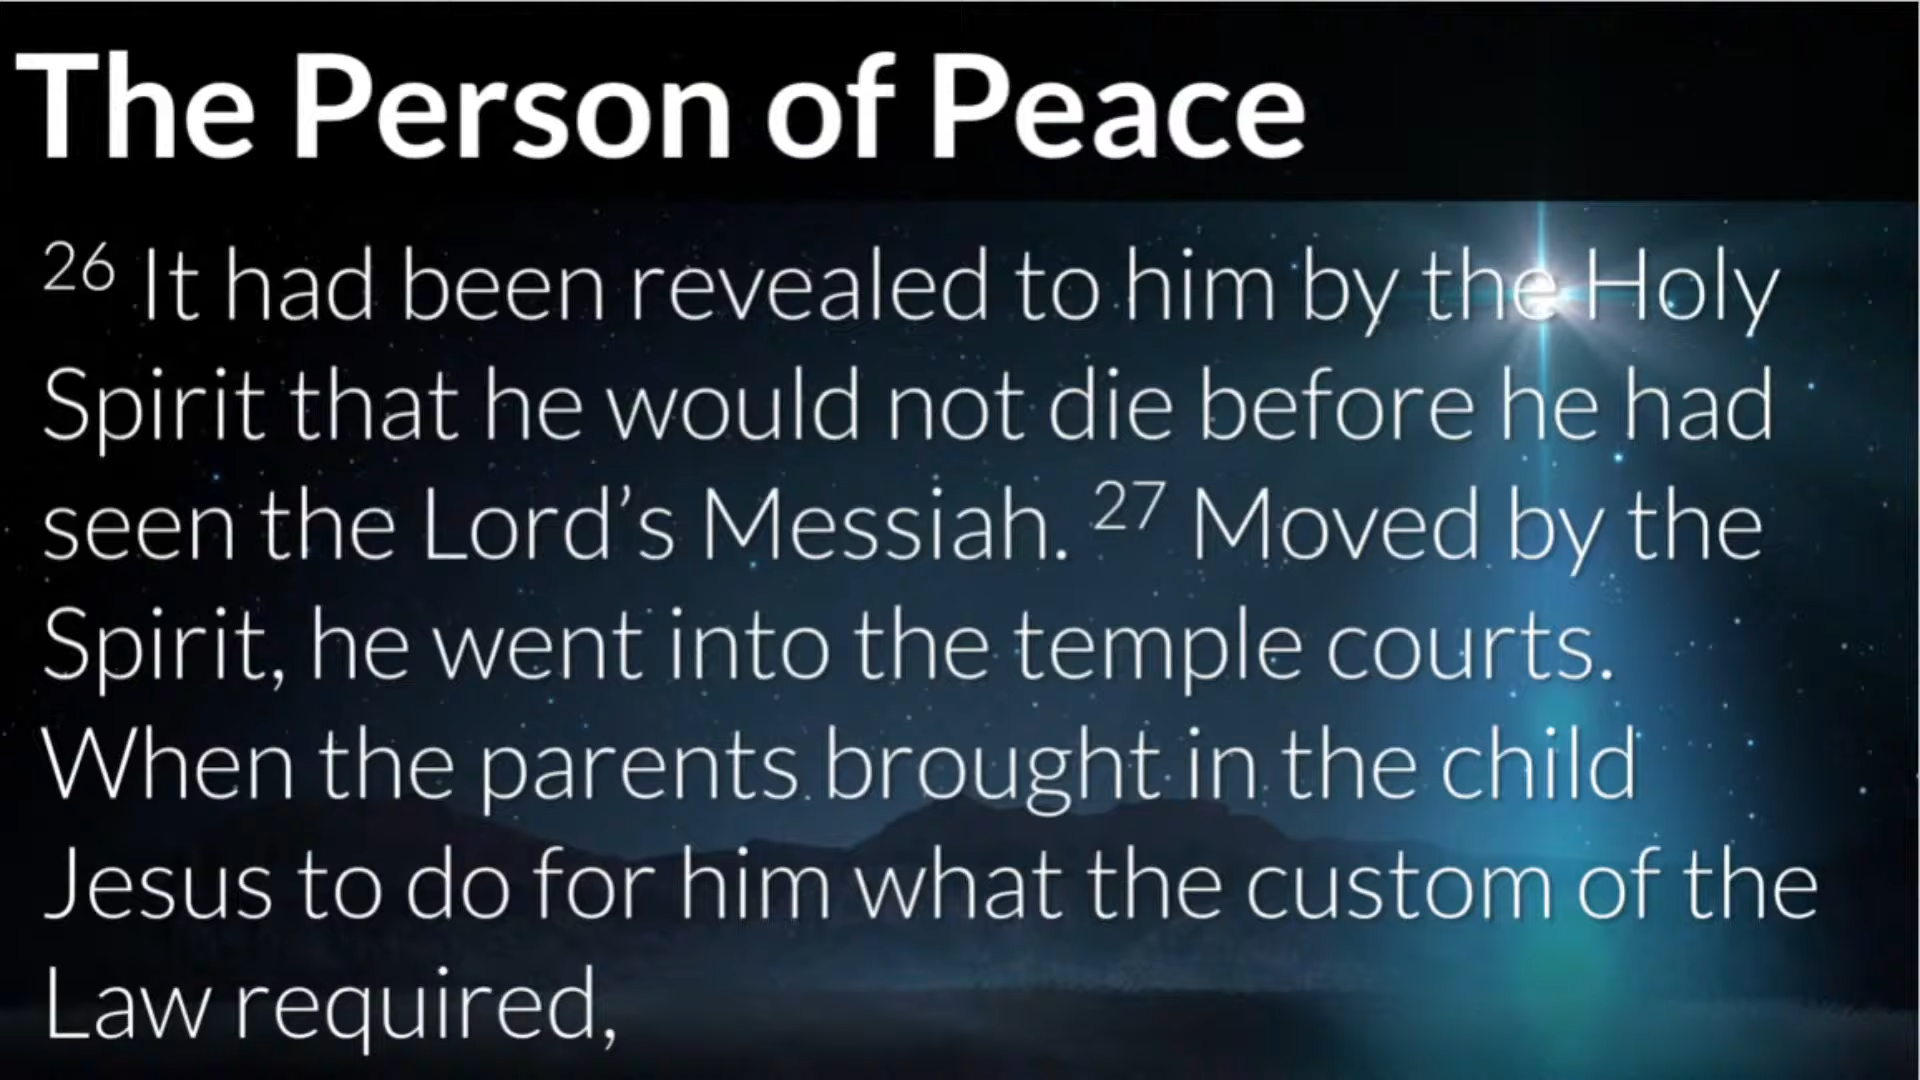 The Person of Peace
26 It had been revealed to him by the Holy
Spirit that he would not die before he had
seen the Lord’s Messiah. 27 Moved by the
Spirit, he went into the temple courts.
When the parents brought in the child
Jesus to do for him what the custom of the
Law required,